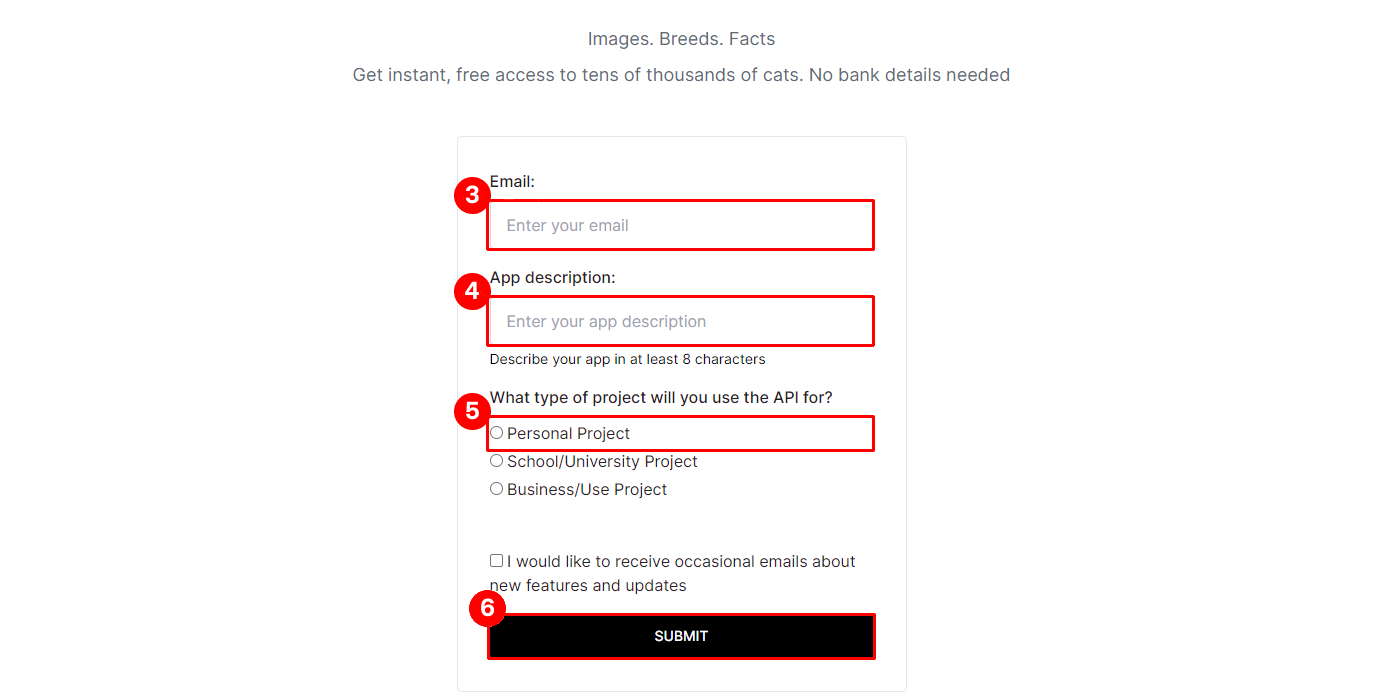 Images. Breeds. Facts
Get instant, free access to tens of thousands of cats. No bank details needed
Email:
3
Enter your email
App description:
4
Enter your app description
Describe your app in at least 8 characters
What type of project will you use the API for?
5
Personal Project
School/University Project
Business/Use Project
I would like to receive occasional emails about
new features and updates
6
SUBMIT